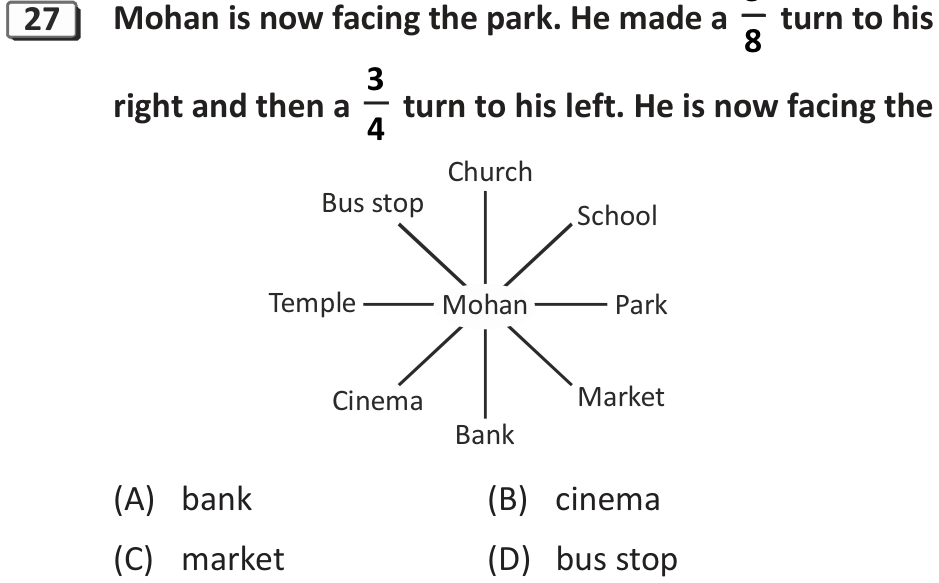 27 Mohan is now facing the park. He made a /8 turn to his
right and then a 3/4 turn to his left. He is now facing the
Church
Bus stop
School
Temple Mohan Park
Cinema Market
Bank
(A) bank (B) cinema
(C) market (D) bus stop